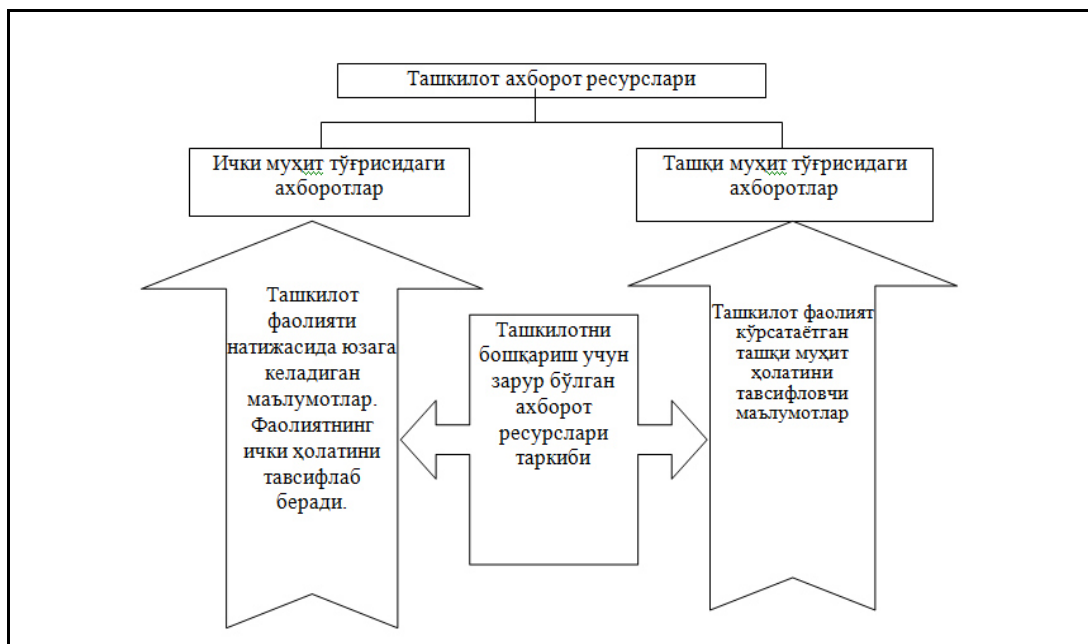 Ташкилот ахборот ресурслари
Ички муҳит тўғрисидаги
ахборотлар
Ташқи муҳит тўғрисидаги
ахборотлар
Ташкилот
фаолияти
натижасида юзага
келадиган
маълумотлар.
Фаолиятнинг
ички ҳолатини
тавсифлаб
беради.
Ташкилотни
бошқариш учун
зарур бўлган
ахборот
ресурслари
таркиби
Ташкилот фаолият
кўрсатаётган
ташқи муҳит
ҳолатини
тавсифловчи
маълумотлар